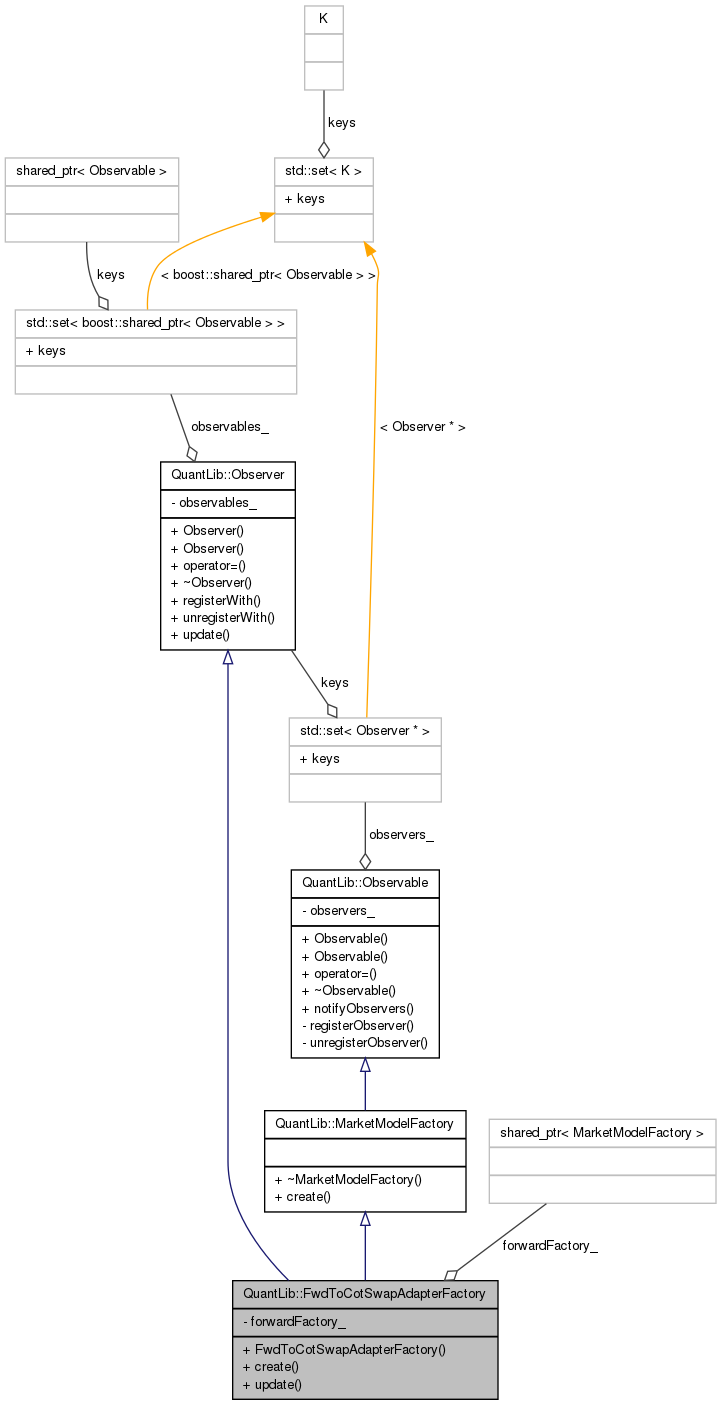 K
keys
shared_ptr< Observable >
std::set< K >
+ keys
keys
< boost::shared_ptr< Observable > >
std::set< boost::shared_ptr< Observable > >
+ keys
observables_
< Observer * >
QuantLib::Observer
- observables_
+ Observer()
+ Observer()
+ operator=()
+ ~Observer()
+ registerWith()
+ unregisterWith()
+ update()
keys
std::set< Observer * >
+ keys
observers_
QuantLib::Observable
- observers_
+ Observable()
+ Observable()
+ operator=()
+ ~Observable()
+ notifyObservers()
- registerObserver()
- unregisterObserver()
QuantLib::MarketModelFactory
+ ~MarketModelFactory()
+ create()
shared_ptr< MarketModelFactory >
forwardFactory_
QuantLib::FwdToCotSwapAdapterFactory
- forwardFactory_
+ FwdToCotSwapAdapterFactory()
+ create()
+ update()